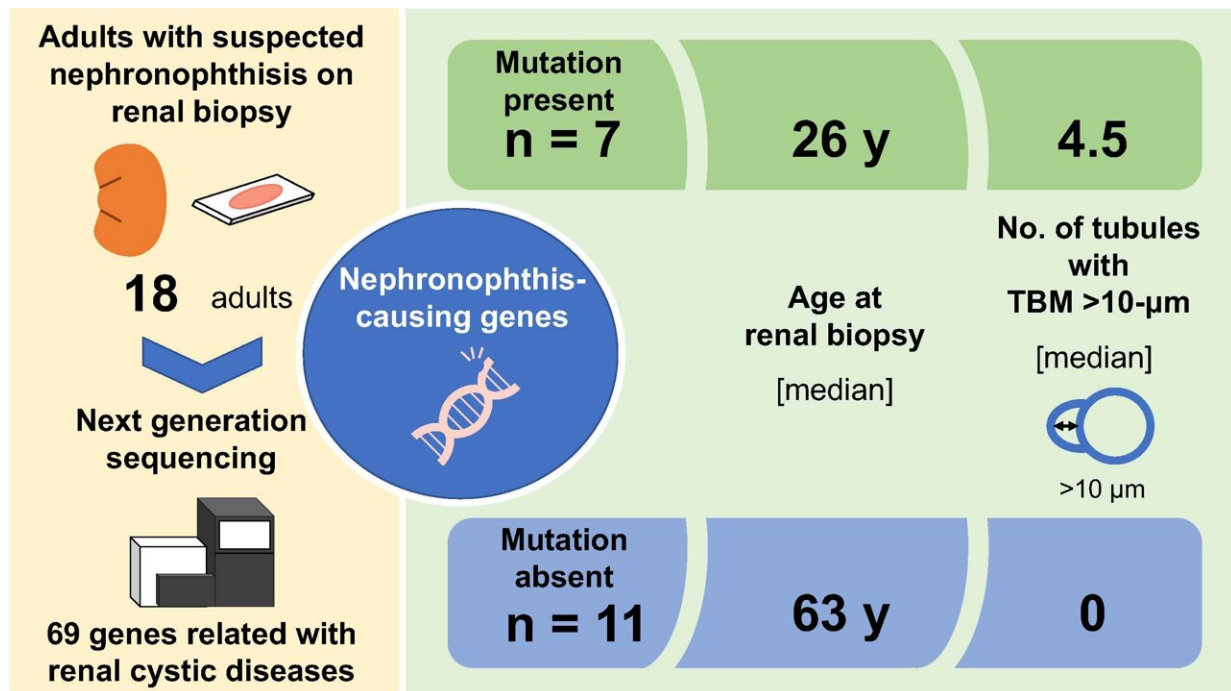 Adults with suspected
nephronophthisis on
renal biopsy
18 adults
Next generation
sequencing
69 genes related with
renal cystic diseases
Nephronophthis-
causing genes
Mutation
present
n = 7
26 y
4.5
Age at
renal biopsy
[median]
No. of tubules
with
TBM >10-µm
[median]
>10 µm
Mutation
absent
n = 11
63 y
0